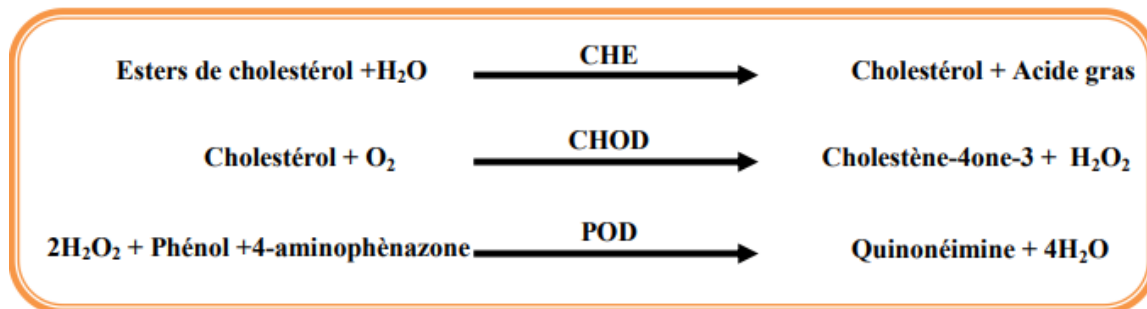 CHE
Esters de cholestérol +H₂O Cholestérol + Acide gras
CHOD
Cholestérol + O₂ Cholestène-4one-3 + H₂O₂
POD
2H₂O₂ + Phénol +4-aminophènazone Quinonéimine + 4H₂O